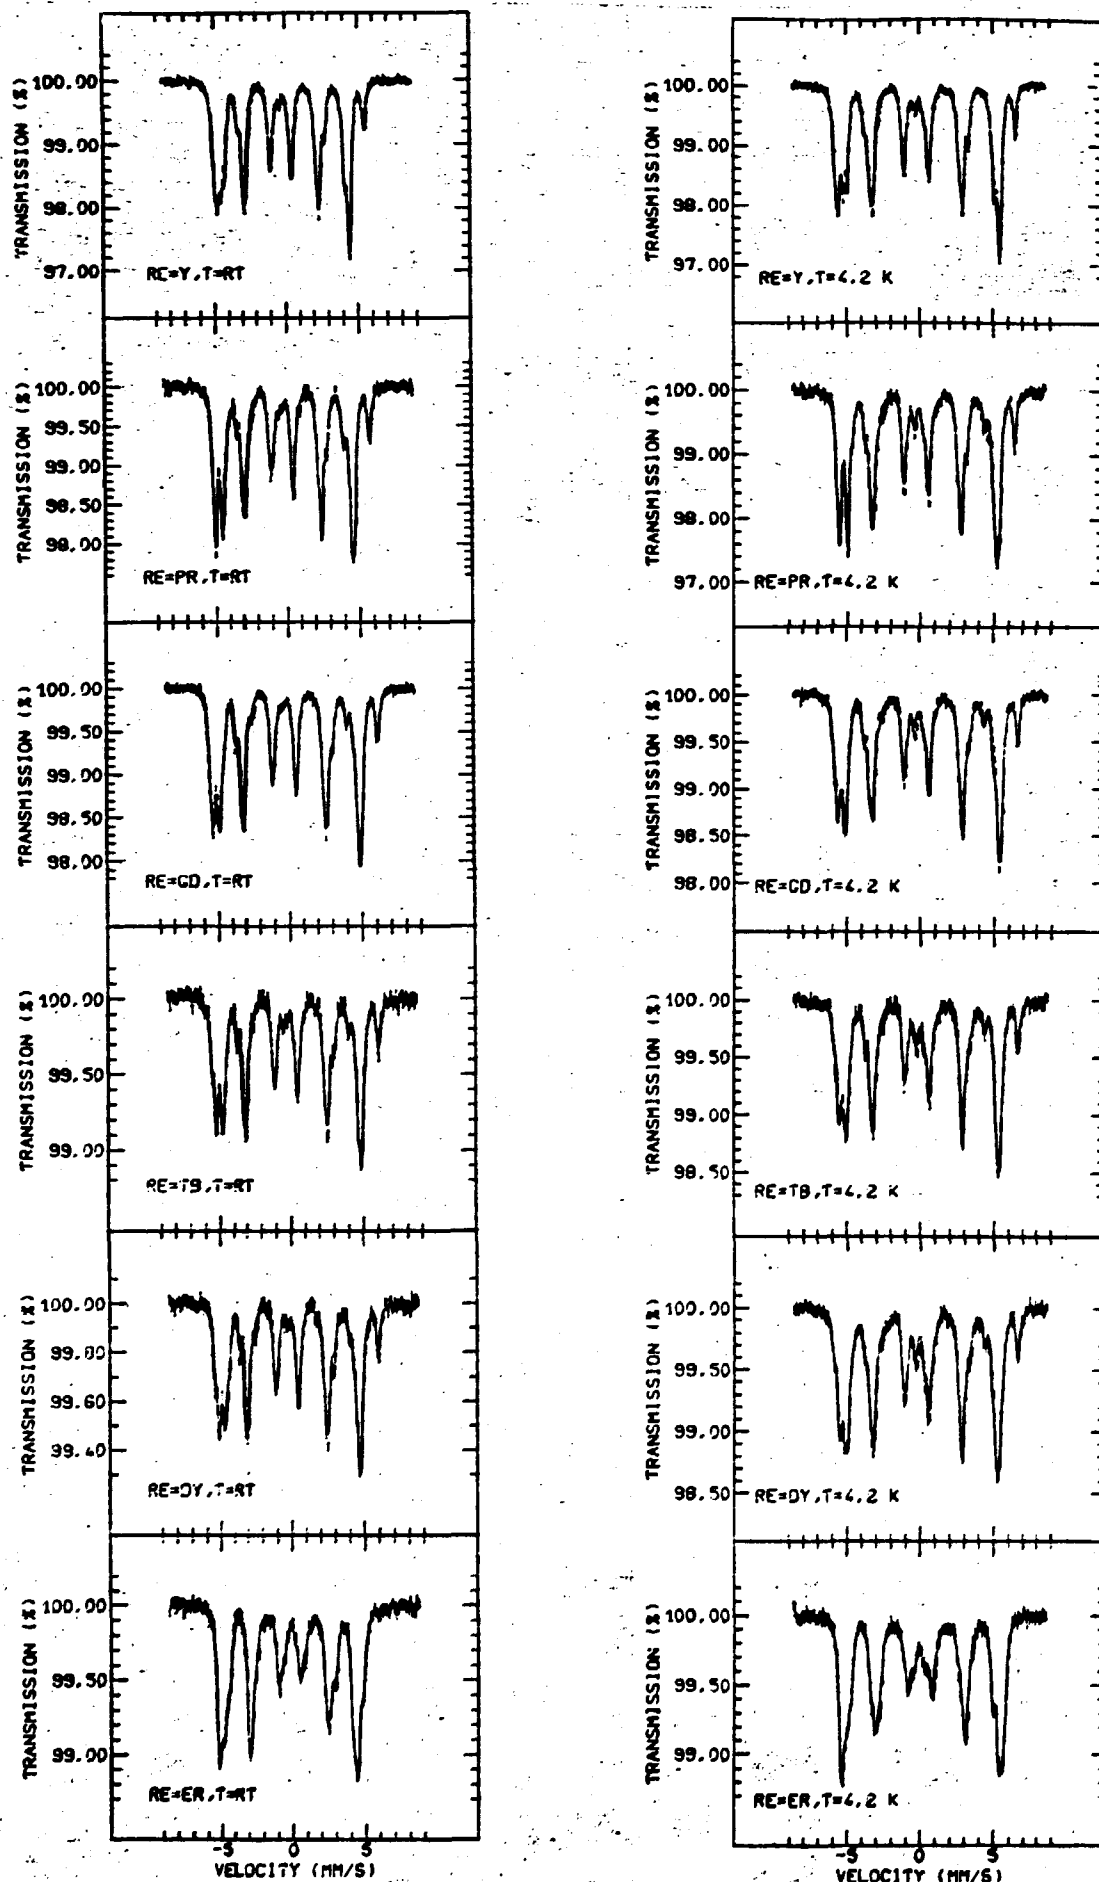 TRANSMISSION (%)
100.00
99.00
98.00
97.00
RE=Y,T=RT
TRANSMISSION (%)
100.00
99.50
99.00
98.50
98.00
RE=PR,T=RT
TRANSMISSION (%)
100.00
99.50
99.00
98.50
98.00
RE=GD,T=RT
TRANSMISSION (%)
100.00
99.50
99.00
RE=TB,T=RT
TRANSMISSION (%)
100.00
99.80
99.60
99.40
RE=DY,T=RT
TRANSMISSION (%)
100.00
99.50
99.00
RE=ER,T=RT
-5 0 5
VELOCITY (MM/S)
TRANSMISSION (%)
100.00
99.00
98.00
97.00
RE=Y,T=4.2 K
TRANSMISSION (%)
100.00
99.00
98.00
97.00
RE=PR,T=4.2 K
TRANSMISSION (%)
100.00
99.50
99.00
98.50
98.00
RE=GD,T=4.2 K
TRANSMISSION (%)
100.00
99.50
99.00
98.50
RE=TB,T=4.2 K
TRANSMISSION (%)
100.00
99.50
99.00
98.50
RE=DY,T=4.2 K
TRANSMISSION (%)
100.00
99.50
99.00
RE=ER,T=4.2 K
-5 0 5
VELOCITY (MM/S)